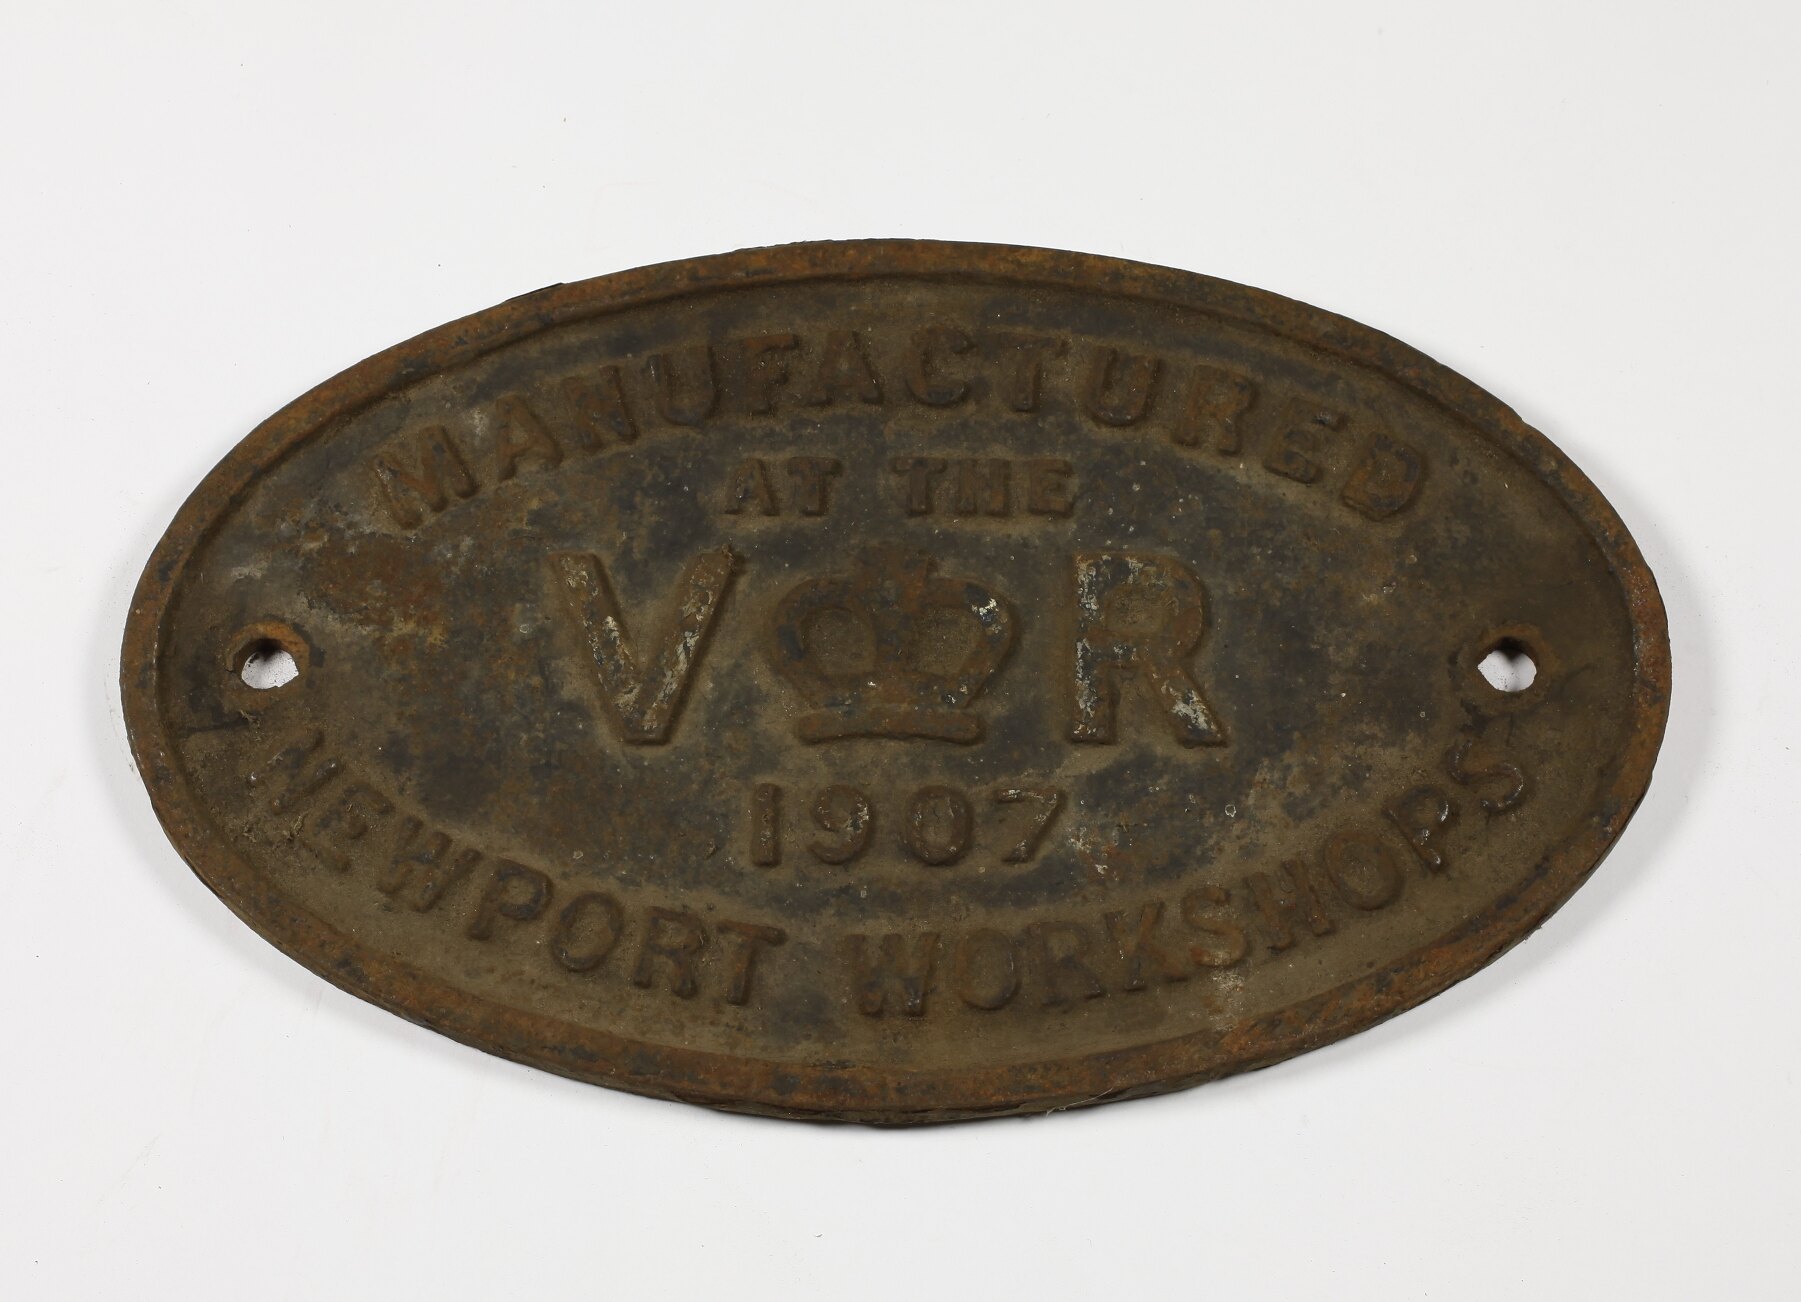 MANUFACTURED
AT THE
V R
1907
NEWPORT WORKSHOPS